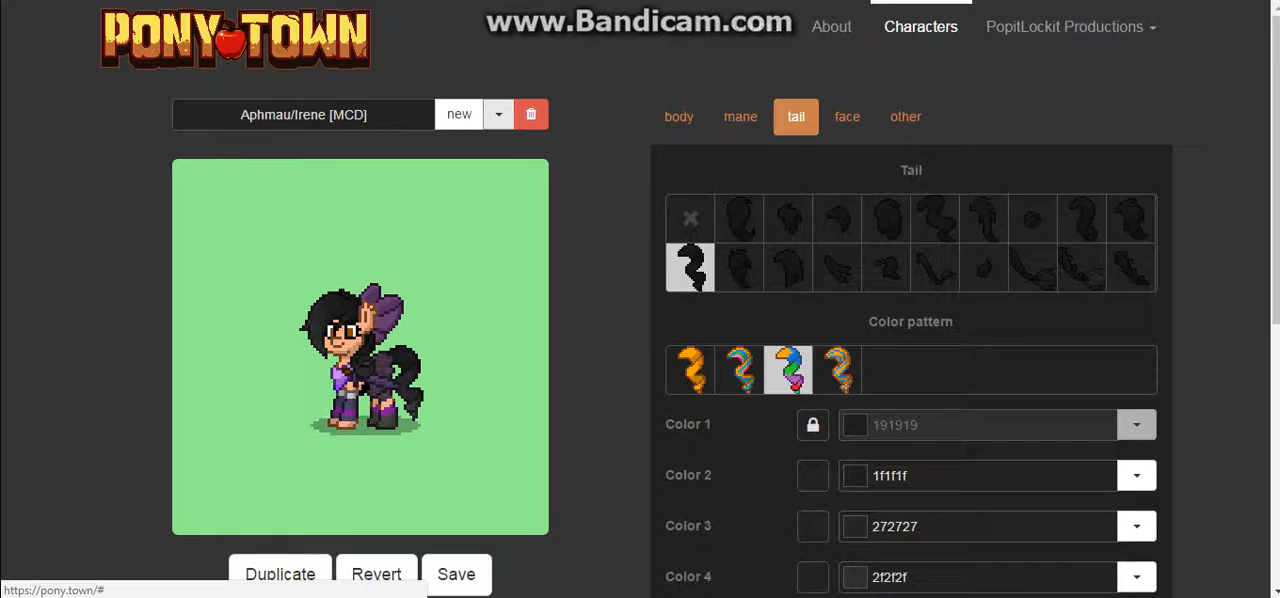 www.Bandicam.com
PONY TOWN
About
Characters
PopitLockit Productions
Aphmau/Irene [MCD]
new
body
mane
tail
face
other
Tail
Color pattern
Color 1
191919
Color 2
1f1f1f
Color 3
272727
Color 4
2f2f2f
Duplicate
Revert
Save
https://pony.town/#